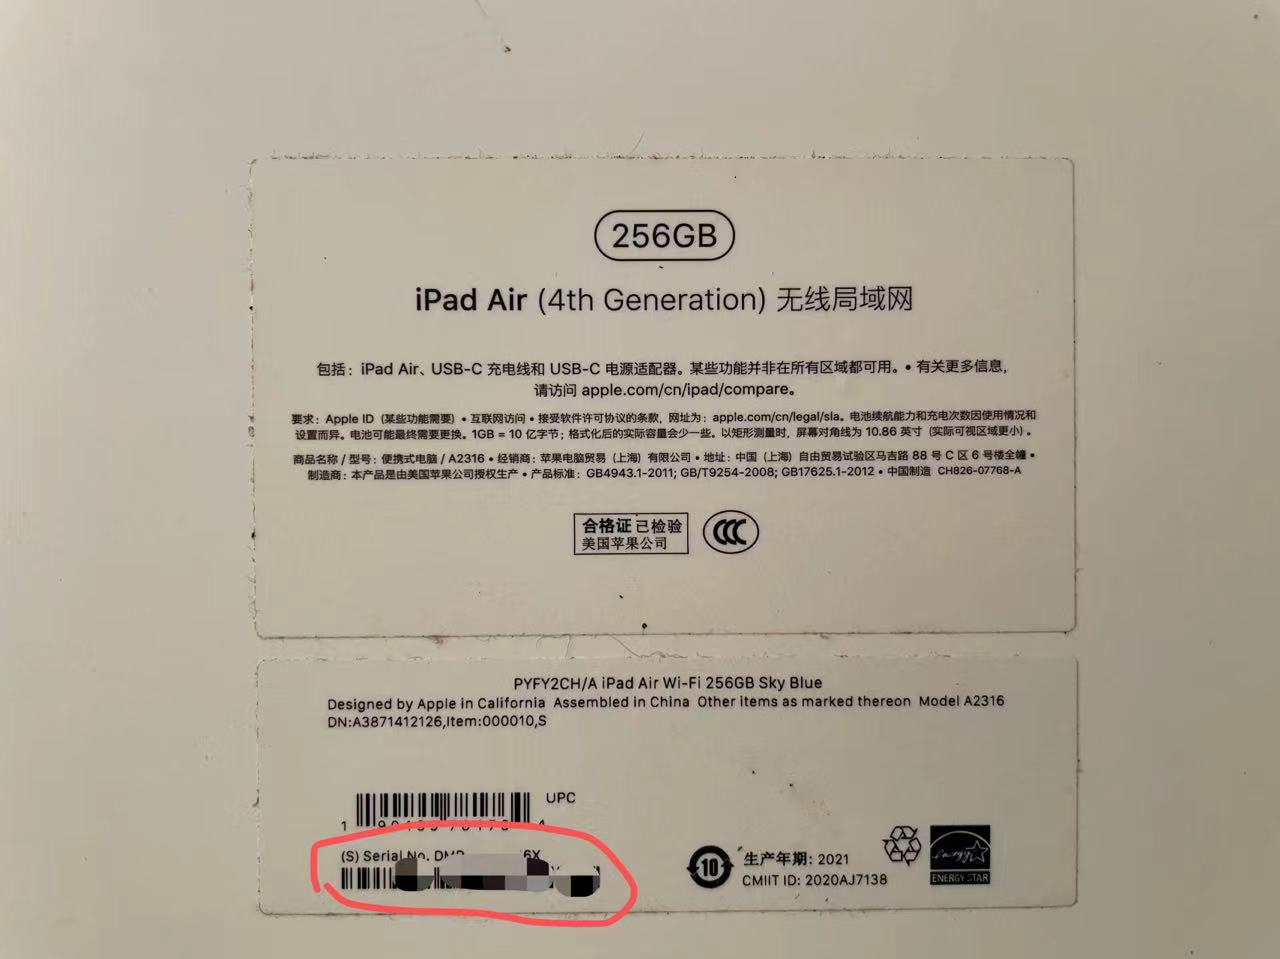 256GB
iPad Air (4th Generation) 无线局域网
包括：iPad Air、USB-C 充电线和 USB-C 电源适配器。某些功能并非在所有区域都可用。• 有关更多信息，
请访问 apple.com/cn/ipad/compare。
要求：Apple ID（某些功能需要）• 互联网访问 • 接受软件许可协议的条款，网址为：apple.com/cn/legal/sla。电池续航能力和充电次数因使用情况和
设置而异。电池可能最终需要更换。1GB = 10 亿字节；格式化后的实际容量会少一些。以矩形测量时，屏幕对角线为 10.86 英寸（实际可视区域更小）。
商品名称 / 型号：便携式电脑 / A2316 • 经销商：苹果电脑贸易（上海）有限公司 • 地址：中国（上海）自由贸易试验区马吉路 88 号 C 区 6 号楼全幢 •
制造商：本产品是由美国苹果公司授权生产 • 产品标准：GB4943.1-2011; GB/T9254-2008; GB17625.1-2012 • 中国制造 CH826-07768-A
合格证 已检验
美国苹果公司
CCC
PYFY2CH/A iPad Air Wi-Fi 256GB Sky Blue
Designed by Apple in California Assembled in China Other items as marked thereon Model A2316
DN:A3871412126,Item:000010,S
UPC
(S) Serial No.
10
生产年期: 2021
CMIIT ID: 2020AJ7138
energy
ENERGY STAR